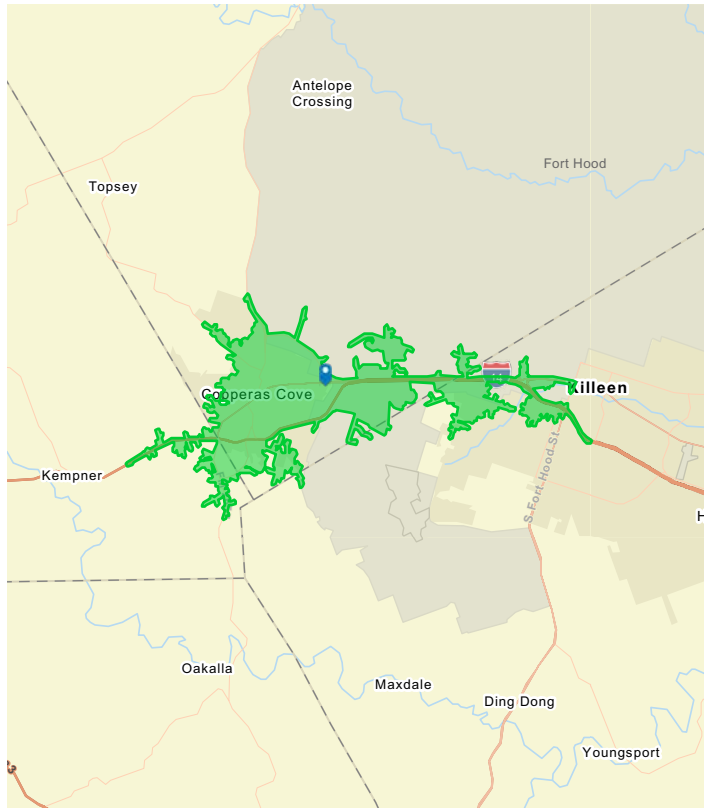 Antelope
Crossing
Fort Hood
Topsey
Copperas Cove
Killeen
Kempner
S Fort Hood St
H
Oakalla
Maxdale
Ding Dong
Youngsport